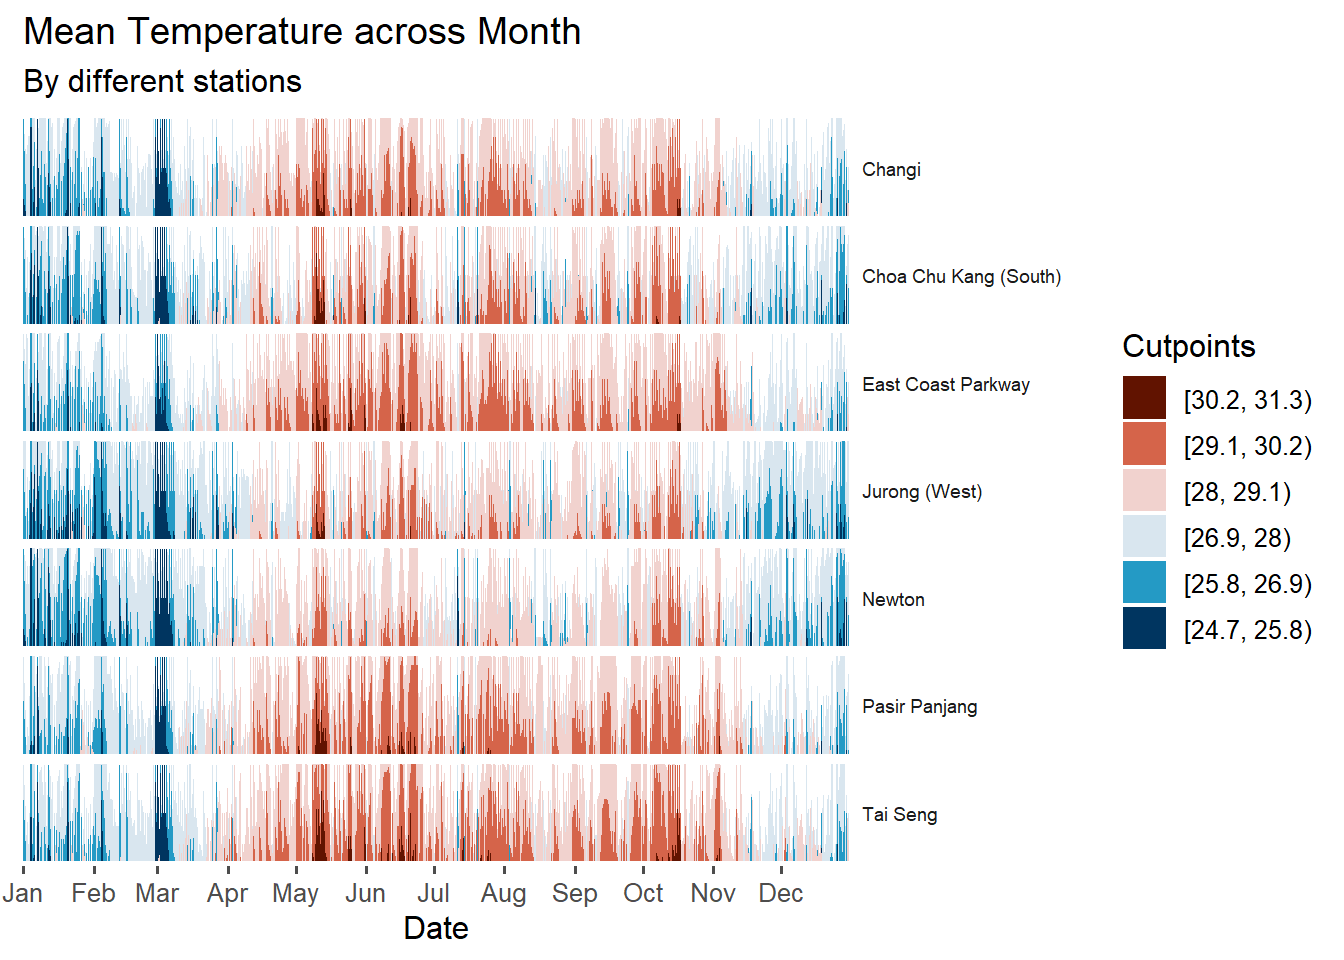 Mean Temperature across Month
By different stations
Changi
Choa Chu Kang (South)
East Coast Parkway
Jurong (West)
Newton
Pasir Panjang
Tai Seng
Jan Feb Mar Apr May Jun Jul Aug Sep Oct Nov Dec
Date
Cutpoints
[30.2, 31.3)
[29.1, 30.2)
[28, 29.1)
[26.9, 28)
[25.8, 26.9)
[24.7, 25.8)